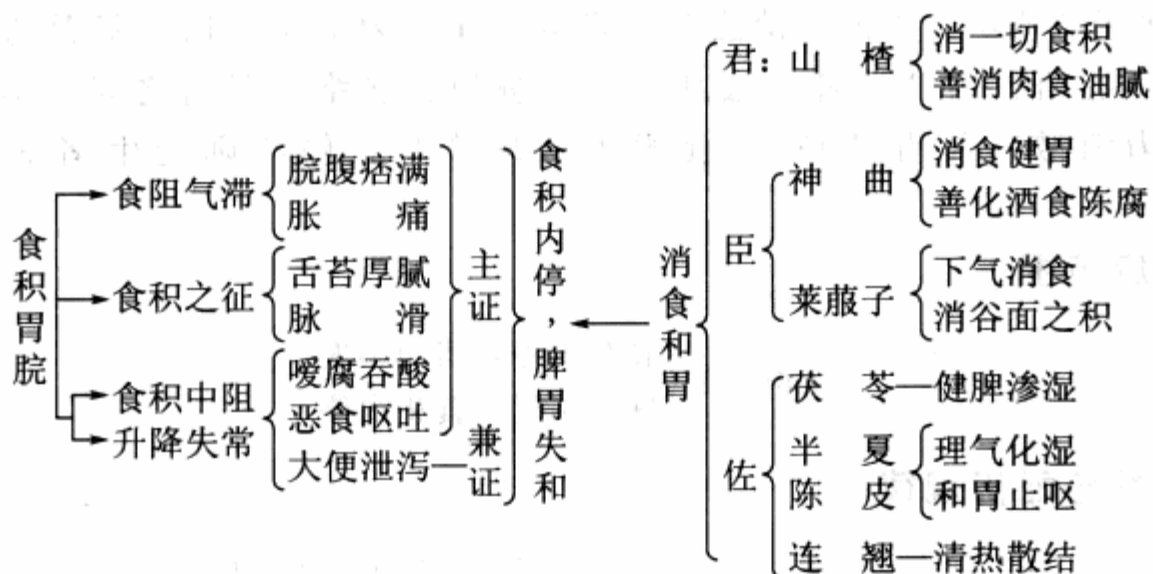 食积胃脘
食阻气滞
脘腹痞满
胀 痛
食积之征
舌苔厚腻
脉 滑
食积中阻
升降失常
嗳腐吞酸
恶食呕吐
大便泄泻
主证
兼证
食积内停，脾胃失和
消食和胃
君：山 楂
消一切食积
善消肉食油腻
臣
神 曲
消食健胃
善化酒食陈腐
莱菔子
下气消食
消谷面之积
佐
茯 苓—健脾渗湿
半 夏
陈 皮
理气化湿
和胃止呕
连 翘—清热散结